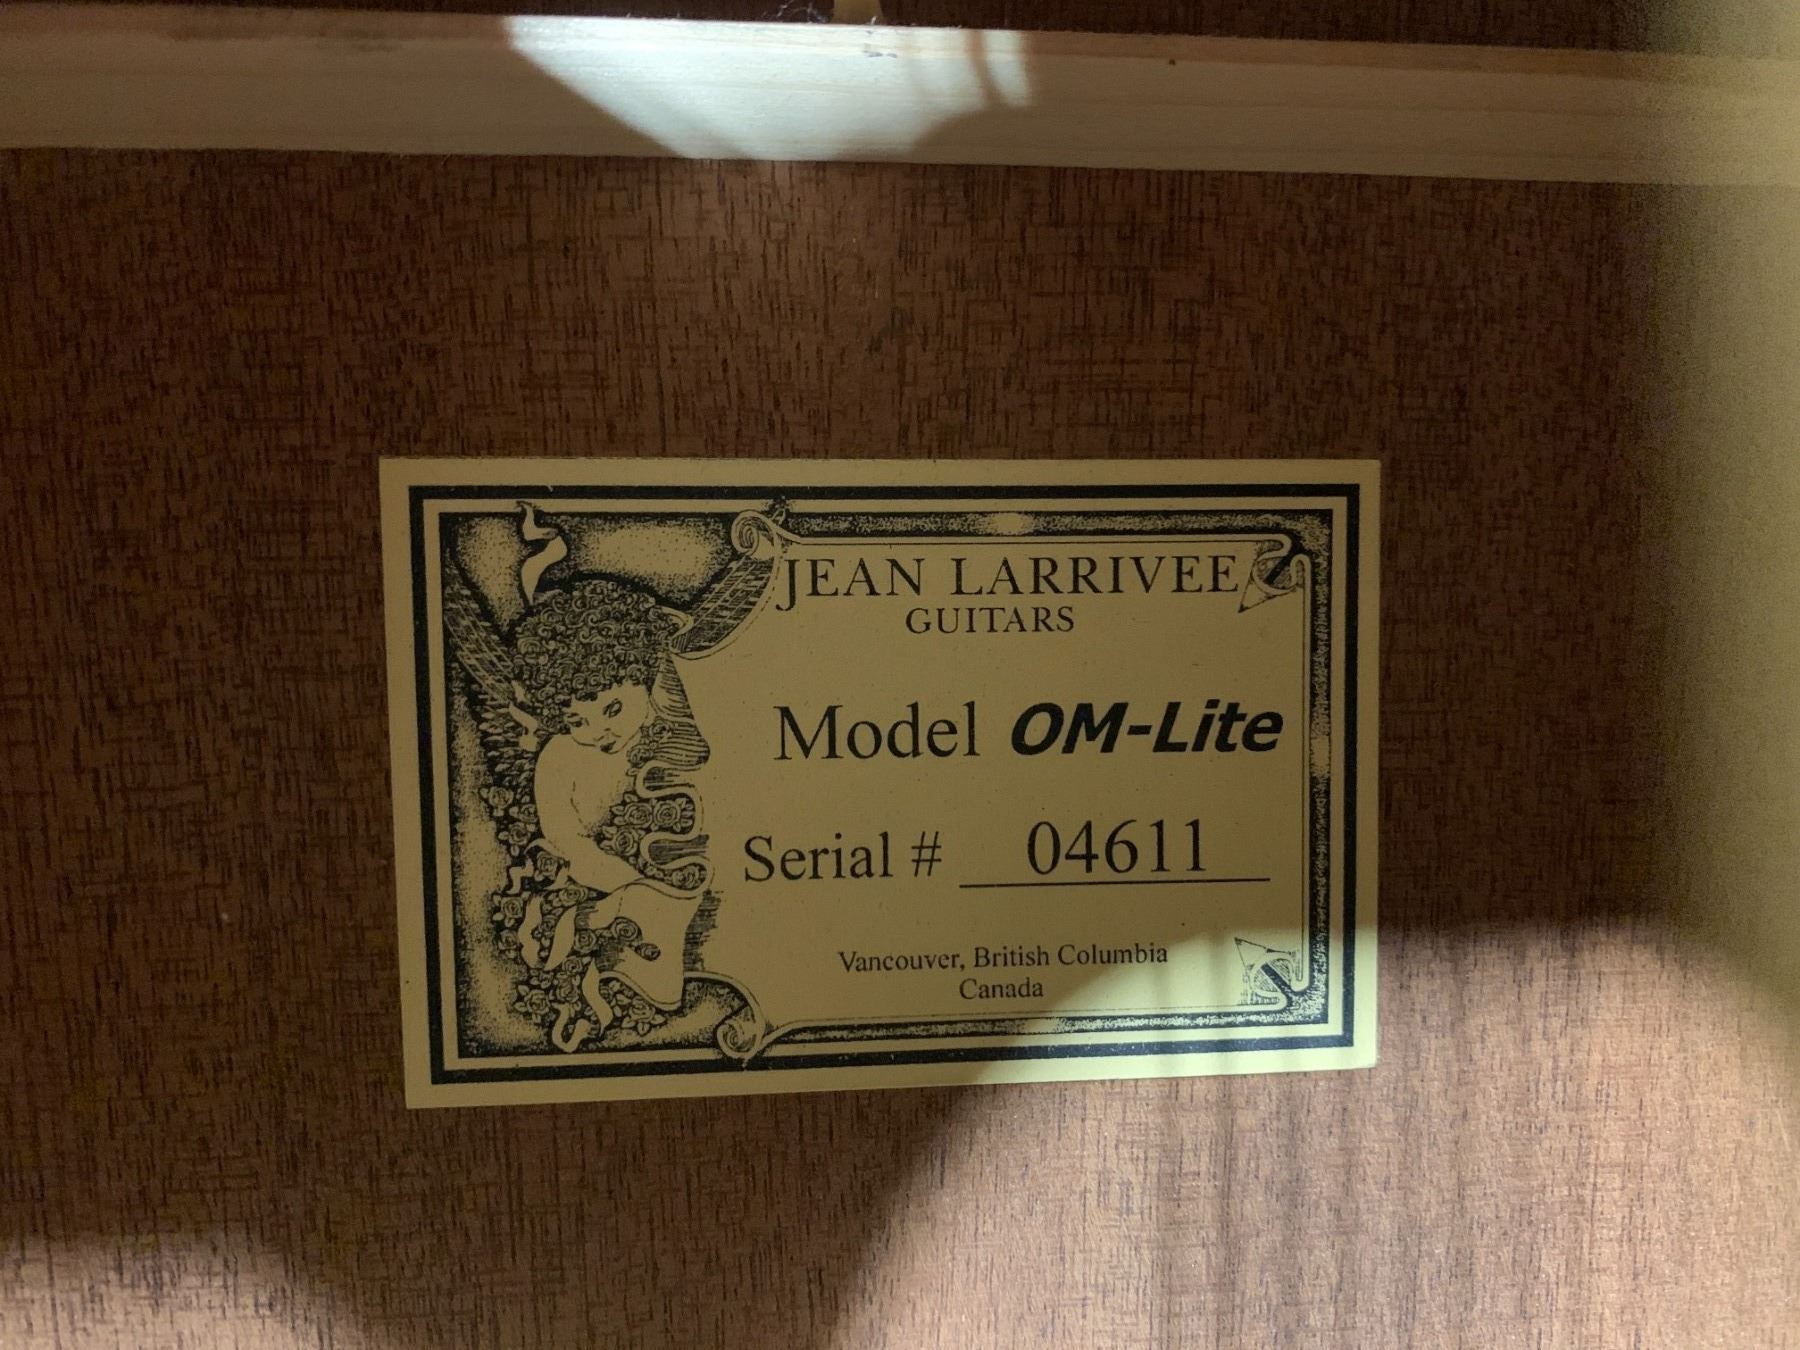 JEAN LARRIVEE
GUITARS
Model OM-Lite
Serial # 04611
Vancouver, British Columbia
Canada